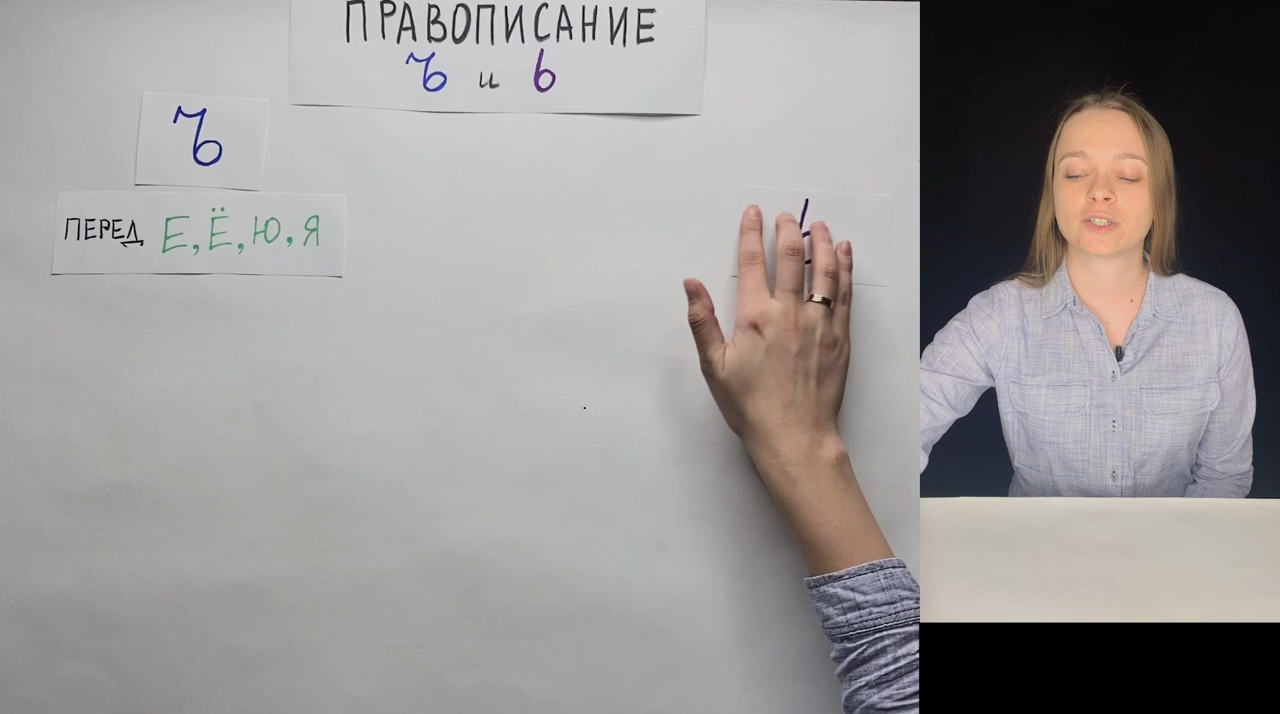 ПРАВОПИСАНИЕ
ъ и ь
ъ
ПЕРЕД Е, Ё, Ю, Я